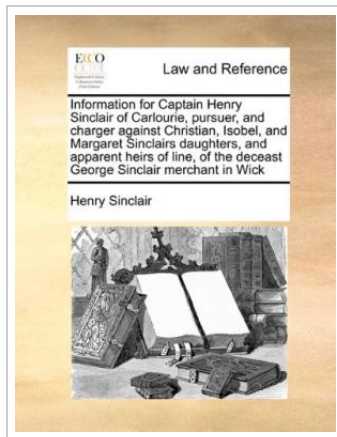 ECCO
Law and Reference
Information for Captain Henry
Sinclair of Carlourie, pursuer, and
charger against Christian, Isobel, and
Margaret Sinclairs daughters, and
apparent heirs of line, of the deceast
George Sinclair merchant in Wick
Henry Sinclair